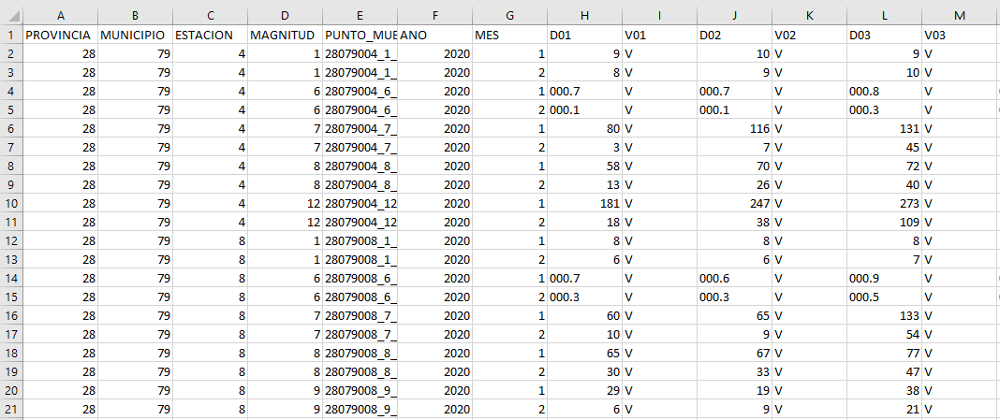 A B C D E F G H I J K L M
1 PROVINCIA MUNICIPIO ESTACION MAGNITUD PUNTO_MUE ANO MES D01 V01 D02 V02 D03 V03
2 28 79 4 1 28079004_1_ 2020 1 9 V 10 V 9 V
3 28 79 4 1 28079004_1_ 2020 2 8 V 9 V 10 V
4 28 79 4 6 28079004_6_ 2020 1 000.7 V 000.7 V 000.8 V
5 28 79 4 6 28079004_6_ 2020 2 000.1 V 000.1 V 000.3 V
6 28 79 4 7 28079004_7_ 2020 1 80 V 116 V 131 V
7 28 79 4 7 28079004_7_ 2020 2 3 V 7 V 45 V
8 28 79 4 8 28079004_8_ 2020 1 58 V 70 V 72 V
9 28 79 4 8 28079004_8_ 2020 2 13 V 26 V 40 V
10 28 79 4 12 28079004_12 2020 1 181 V 247 V 273 V
11 28 79 4 12 28079004_12 2020 2 18 V 38 V 109 V
12 28 79 8 1 28079008_1_ 2020 1 8 V 8 V 8 V
13 28 79 8 1 28079008_1_ 2020 2 6 V 6 V 7 V
14 28 79 8 6 28079008_6_ 2020 1 000.7 V 000.6 V 000.9 V
15 28 79 8 6 28079008_6_ 2020 2 000.3 V 000.3 V 000.5 V
16 28 79 8 7 28079008_7_ 2020 1 60 V 65 V 133 V
17 28 79 8 7 28079008_7_ 2020 2 10 V 9 V 54 V
18 28 79 8 8 28079008_8_ 2020 1 65 V 67 V 77 V
19 28 79 8 8 28079008_8_ 2020 2 30 V 33 V 47 V
20 28 79 8 9 28079008_9_ 2020 1 29 V 19 V 38 V
21 28 79 8 9 28079008_9_ 2020 2 6 V 9 V 21 V